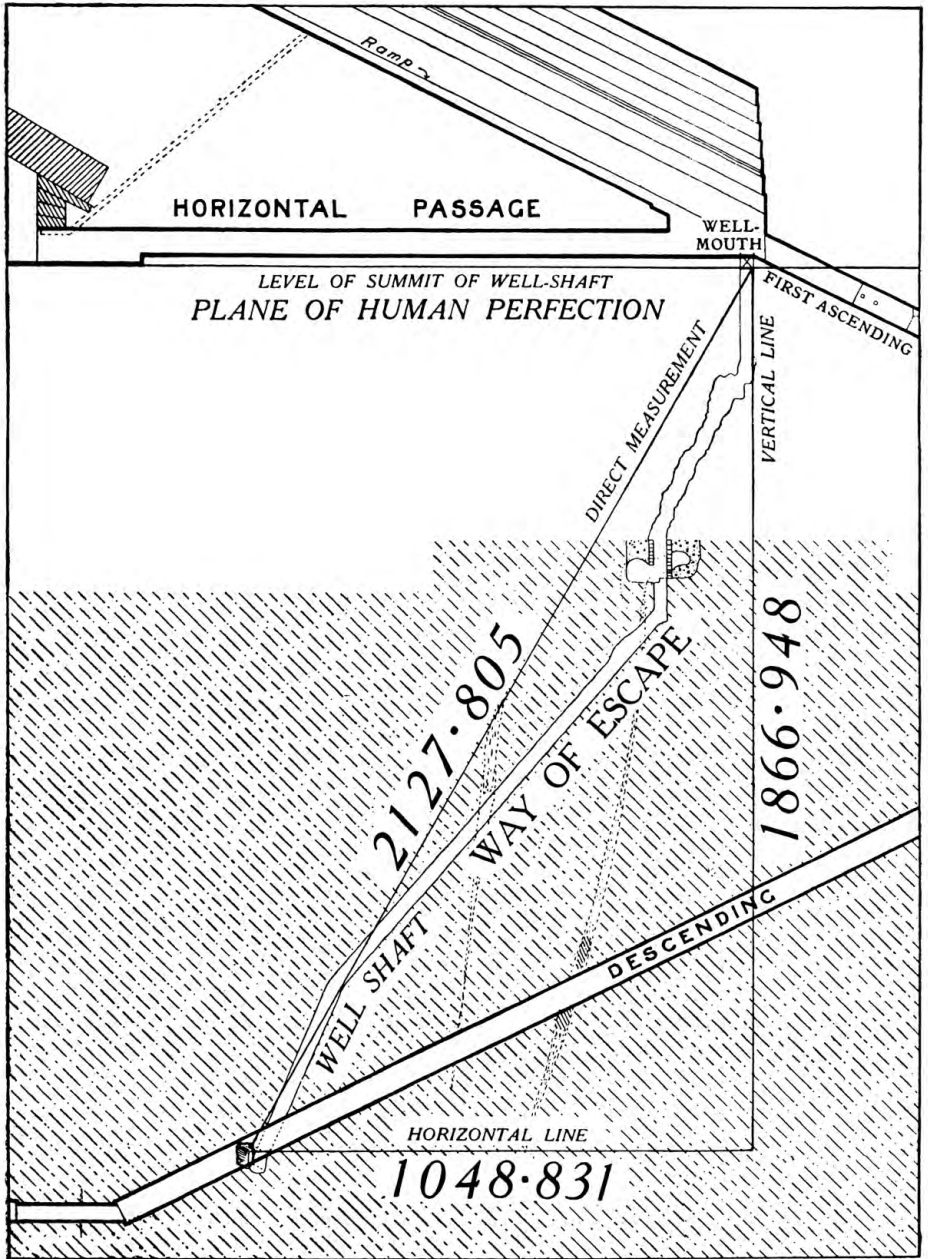 Ramp
HORIZONTAL PASSAGE
WELL-
MOUTH
LEVEL OF SUMMIT OF WELL-SHAFT
PLANE OF HUMAN PERFECTION
FIRST ASCENDING
DIRECT MEASUREMENT
VERTICAL LINE
2127·805
1866·948
WAY OF ESCAPE
WELL SHAFT
DESCENDING
HORIZONTAL LINE
1048·831